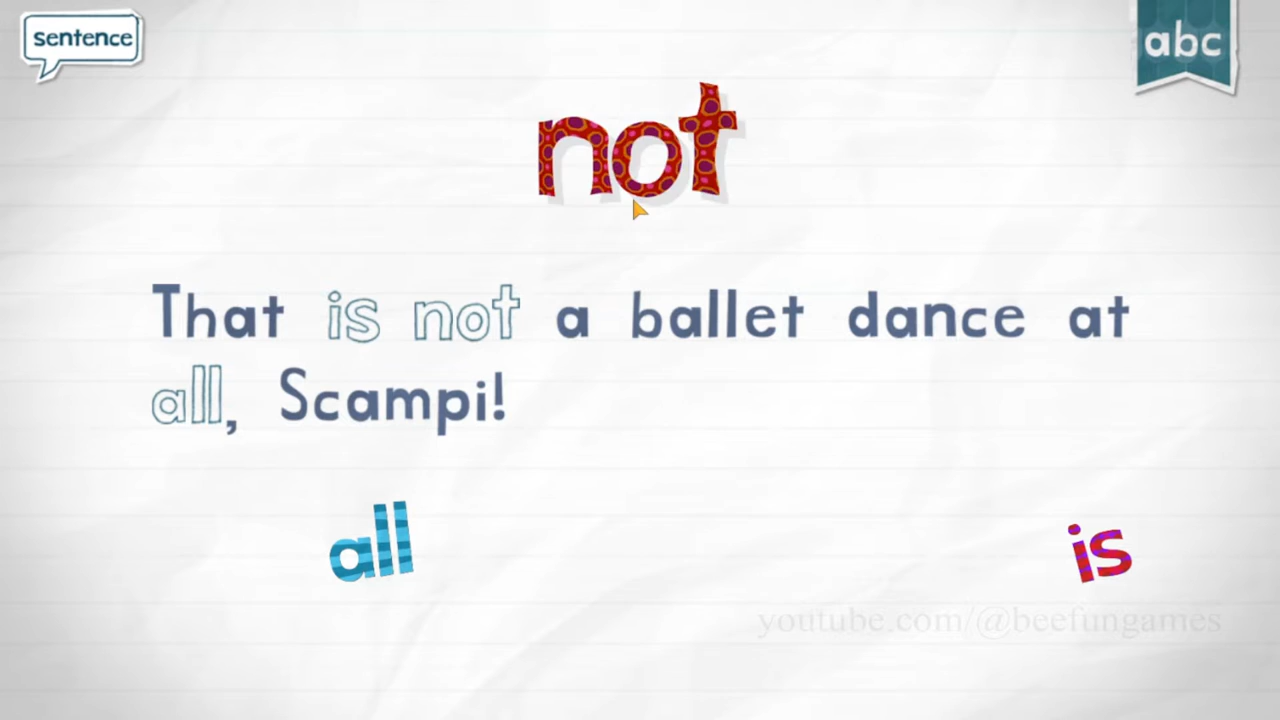 sentence
abc
not
That is not a ballet dance at
all, Scampi!
all
is
youtube.com/@beefungames